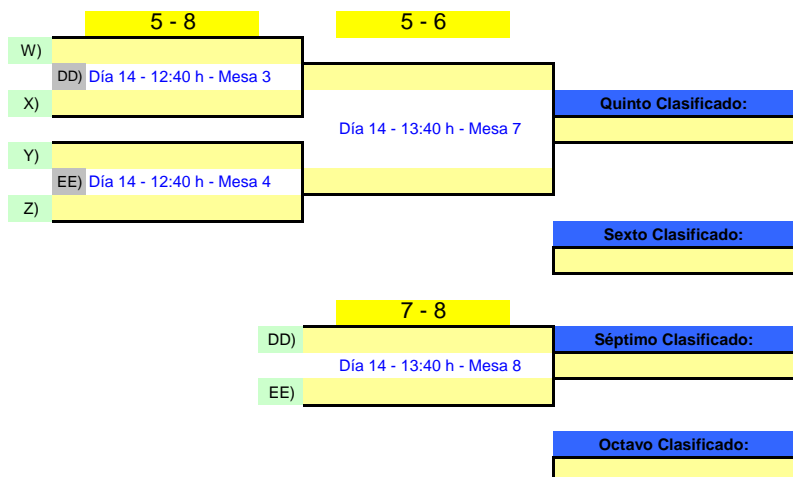 5 - 8
5 - 6
W)
DD) Día 14 - 12:40 h - Mesa 3
X)
Quinto Clasificado:
Día 14 - 13:40 h - Mesa 7
Y)
EE) Día 14 - 12:40 h - Mesa 4
Z)
Sexto Clasificado:
7 - 8
DD)
Séptimo Clasificado:
Día 14 - 13:40 h - Mesa 8
EE)
Octavo Clasificado: